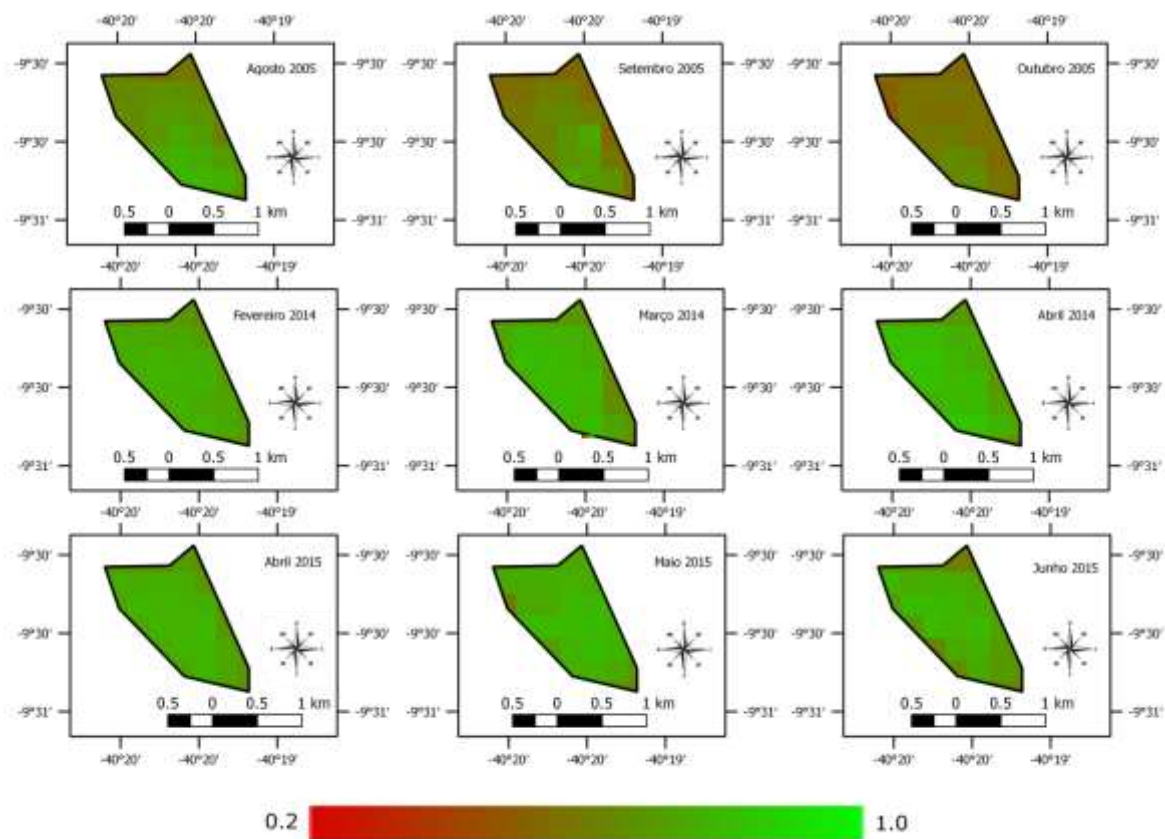 -40°20' -40°20' -40°19' -40°20' -40°20' -40°19' -40°20' -40°20' -40°19'
-9°30' Agosto 2005 -9°30' -9°30' Setembro 2005 -9°30' -9°30' Outubro 2005 -9°30'
-9°30' -9°30' -9°30' -9°30' -9°30' -9°30'
0.5 0 0.5 1 km 0.5 0 0.5 1 km 0.5 0 0.5 1 km
-9°31' -9°31' -9°31' -9°31' -9°31' -9°31'
-40°20' -40°20' -40°19' -40°20' -40°20' -40°19' -40°20' -40°20' -40°19'
-9°30' Fevereiro 2014 -9°30' -9°30' Março 2014 -9°30' -9°30' Abril 2014 -9°30'
-9°30' -9°30' -9°30' -9°30' -9°30' -9°30'
0.5 0 0.5 1 km 0.5 0 0.5 1 km 0.5 0 0.5 1 km
-9°31' -9°31' -9°31' -9°31' -9°31' -9°31'
-40°20' -40°20' -40°19' -40°20' -40°20' -40°19' -40°20' -40°20' -40°19'
-9°30' Abril 2015 -9°30' -9°30' Maio 2015 -9°30' -9°30' Junho 2015 -9°30'
-9°30' -9°30' -9°30' -9°30' -9°30' -9°30'
0.5 0 0.5 1 km 0.5 0 0.5 1 km 0.5 0 0.5 1 km
-9°31' -9°31' -9°31' -9°31' -9°31' -9°31'
-40°20' -40°20' -40°19' -40°20' -40°20' -40°19' -40°20' -40°20' -40°19'
0.2 1.0